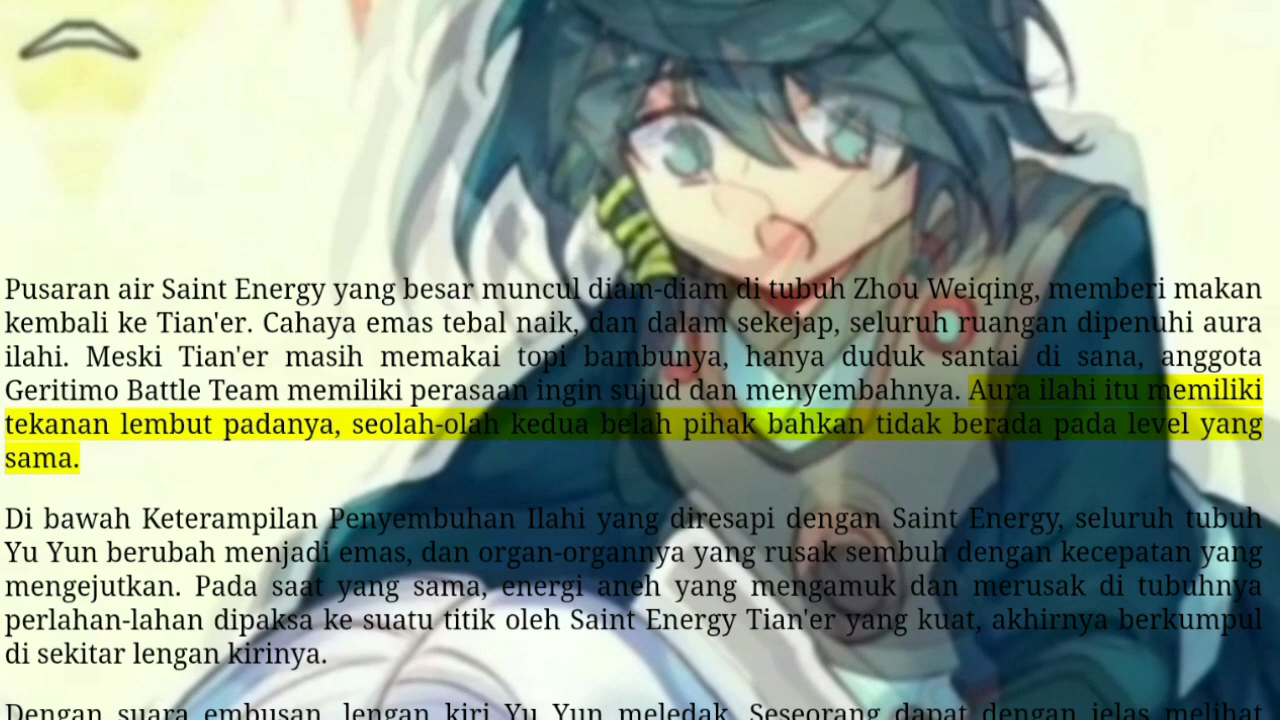 Pusaran air Saint Energy yang besar muncul diam-diam di tubuh Zhou Weiqing, memberi makan
kembali ke Tian'er. Cahaya emas tebal naik, dan dalam sekejap, seluruh ruangan dipenuhi aura
ilahi. Meski Tian'er masih memakai topi bambunya, hanya duduk santai di sana, anggota
Geritimo Battle Team memiliki perasaan ingin sujud dan menyembahnya. Aura ilahi itu memiliki
tekanan lembut padanya, seolah-olah kedua belah pihak bahkan tidak berada pada level yang
sama.
Di bawah Keterampilan Penyembuhan Ilahi yang diresapi dengan Saint Energy, seluruh tubuh
Yu Yun berubah menjadi emas, dan organ-organnya yang rusak sembuh dengan kecepatan yang
mengejutkan. Pada saat yang sama, energi aneh yang mengamuk dan merusak di tubuhnya
perlahan-lahan dipaksa ke suatu titik oleh Saint Energy Tian'er yang kuat, akhirnya berkumpul
di sekitar lengan kirinya.
Dengan suara embusan, lengan kiri Yu Yun meledak. Seseorang dapat dengan jelas melihat